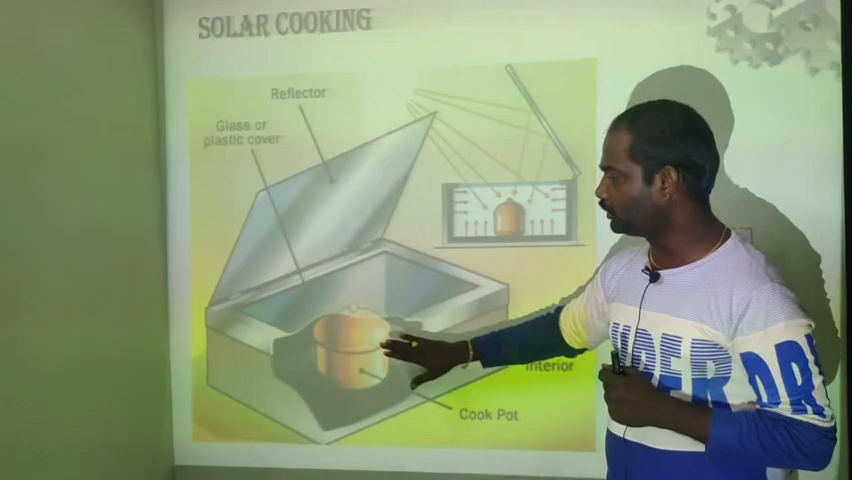 SOLAR COOKING
Reflector
Glass or
plastic cover
interior
Cook Pot